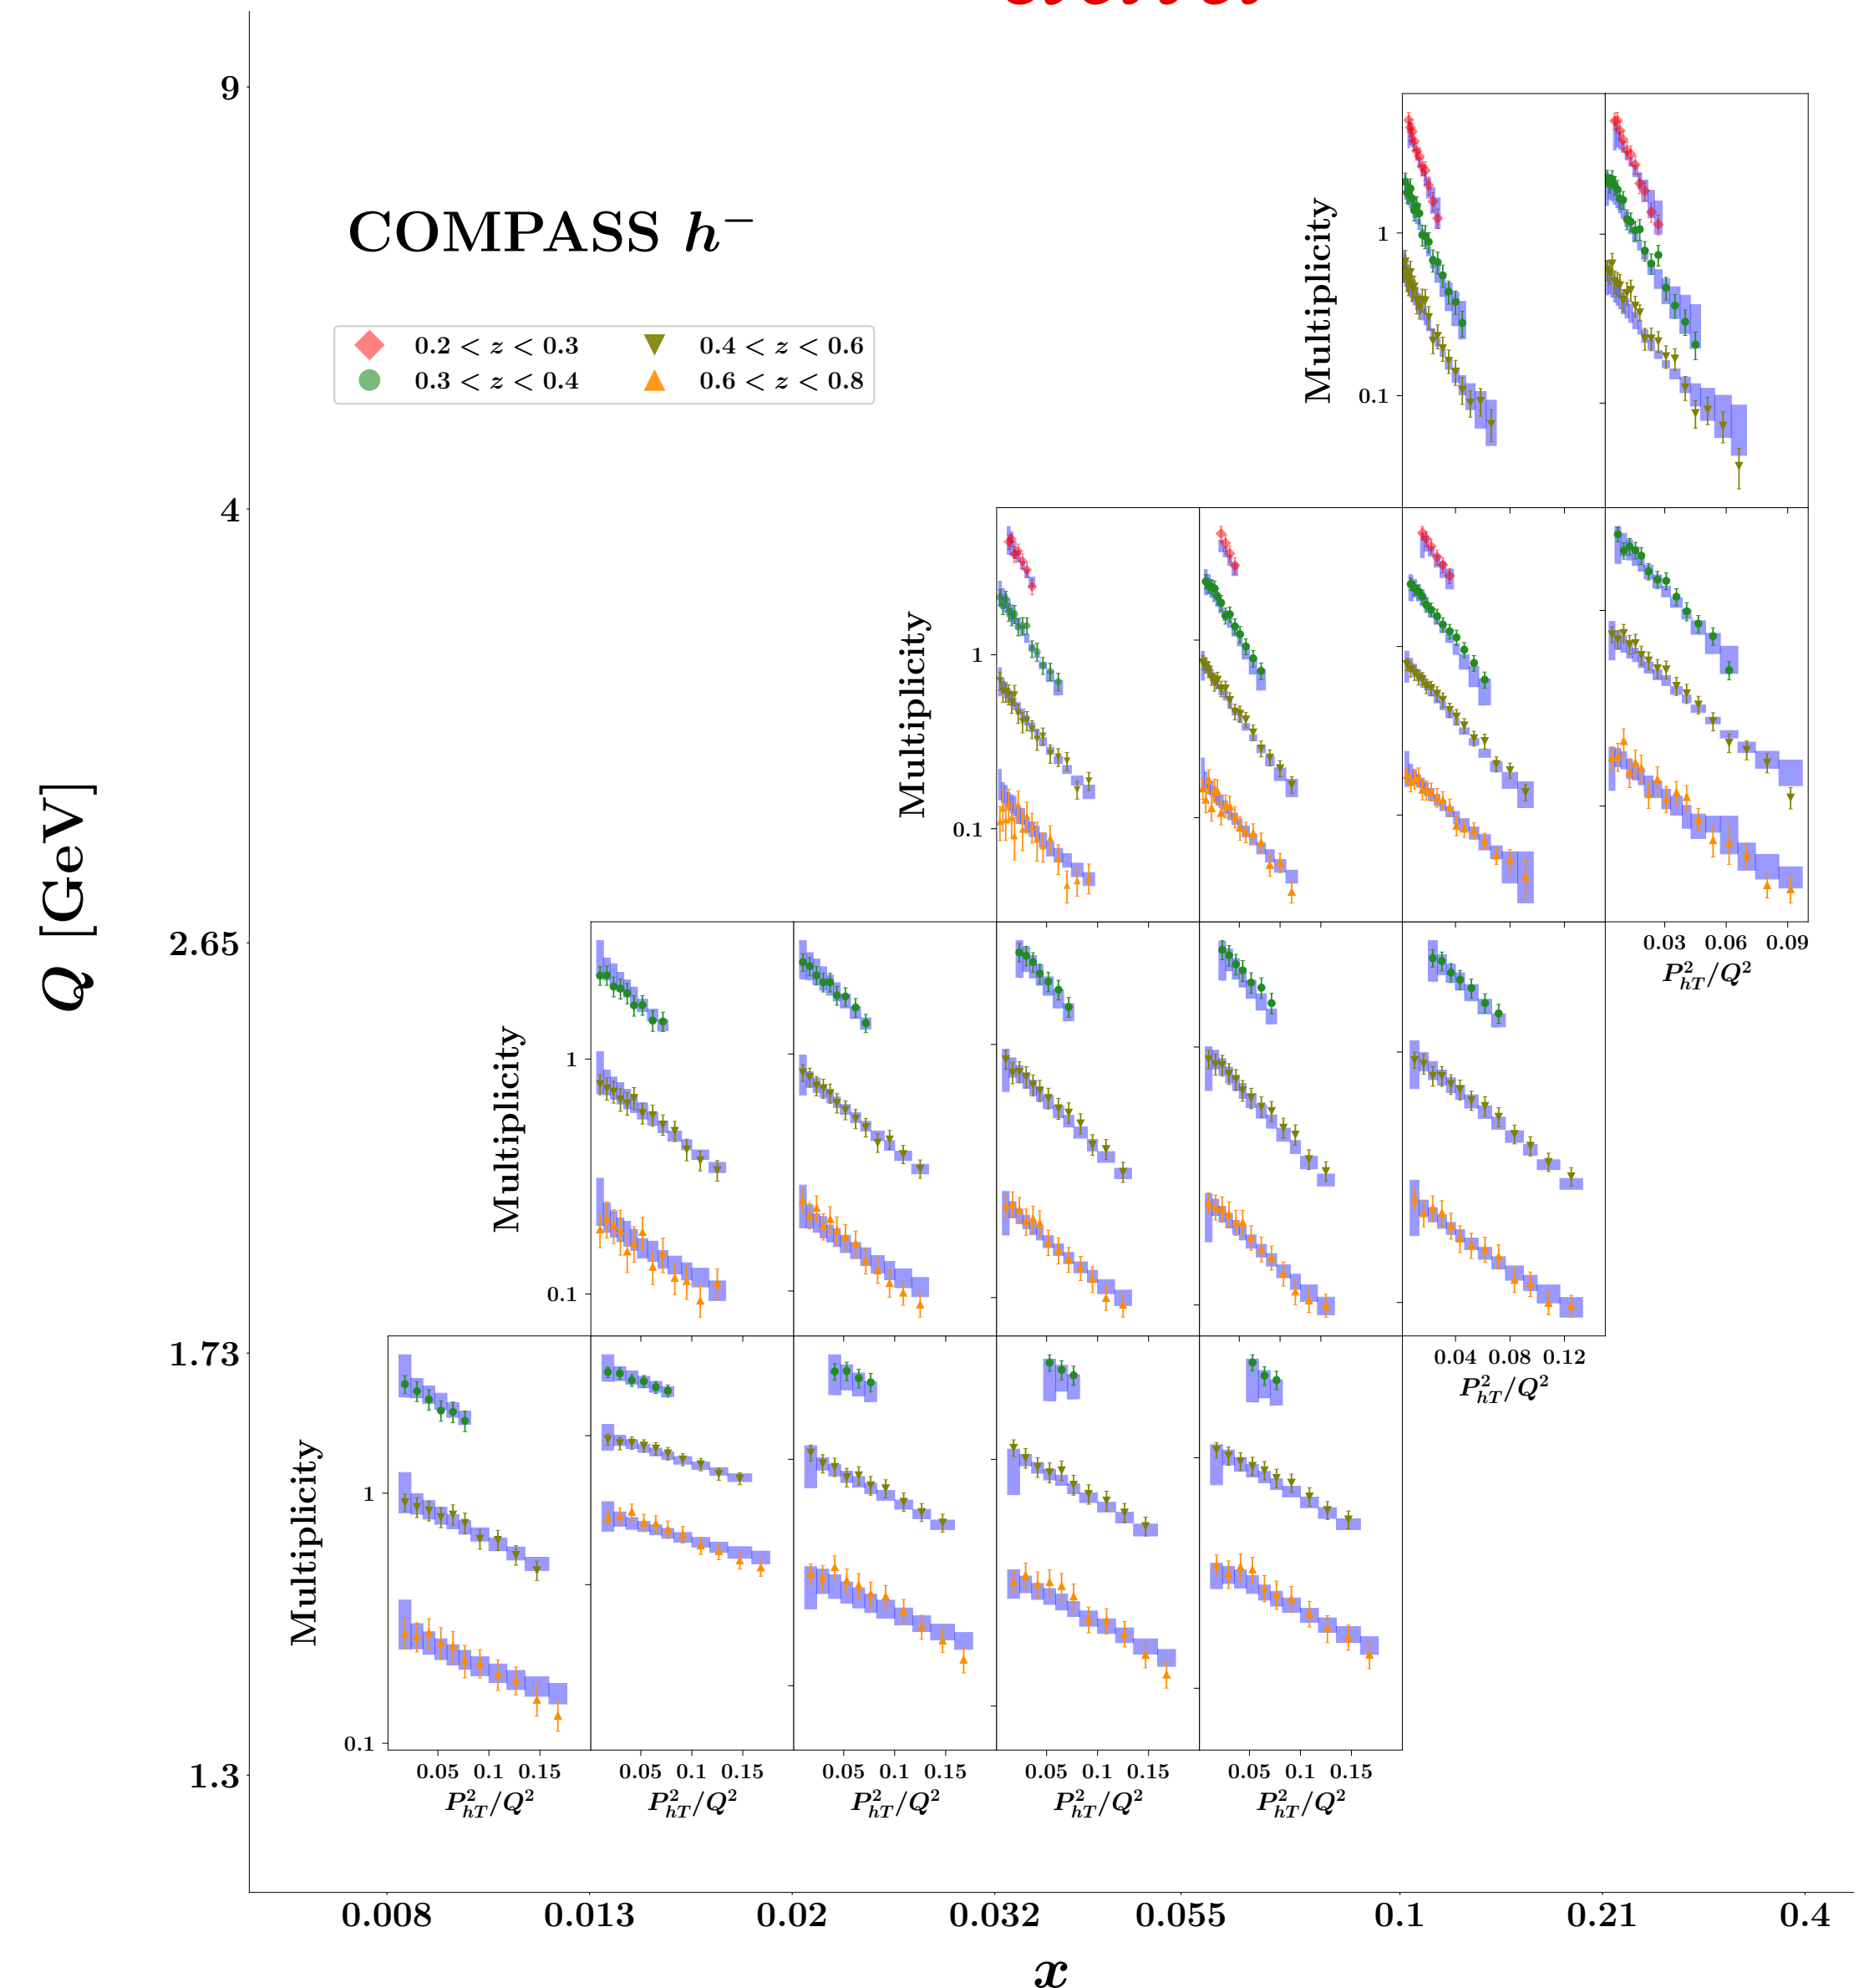 9
COMPASS h⁻
0.2 < z < 0.3
0.4 < z < 0.6
0.3 < z < 0.4
0.6 < z < 0.8
Multiplicity
1
0.1
4
Multiplicity
1
0.1
Q [GeV]
2.65
0.03 0.06 0.09
P²hT/Q²
Multiplicity
1
0.1
1.73
0.04 0.08 0.12
P²hT/Q²
Multiplicity
1
0.1
1.3
0.05 0.1 0.15
0.05 0.1 0.15
0.05 0.1 0.15
0.05 0.1 0.15
0.05 0.1 0.15
P²hT/Q²
P²hT/Q²
P²hT/Q²
P²hT/Q²
P²hT/Q²
0.008 0.013 0.02 0.032 0.055 0.1 0.21 0.4
x